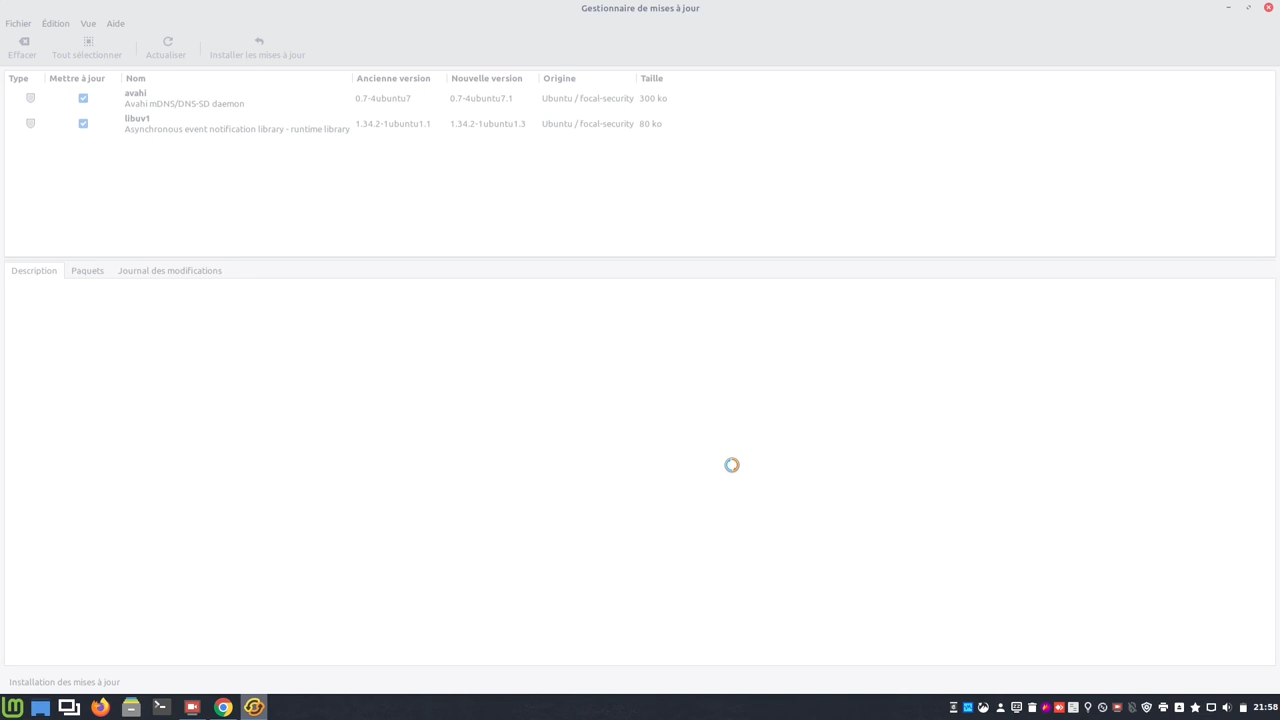 Gestionnaire de mises à jour
Fichier Édition Vue Aide
Effacer Tout sélectionner Actualiser Installer les mises à jour
Type Mettre à jour Nom Ancienne version Nouvelle version Origine Taille
avahi
Avahi mDNS/DNS-SD daemon 0.7-4ubuntu7 0.7-4ubuntu7.1 Ubuntu / focal-security 300 ko
libuv1
Asynchronous event notification library - runtime library 1.34.2-1ubuntu1.1 1.34.2-1ubuntu1.3 Ubuntu / focal-security 80 ko
Description Paquets Journal des modifications
Installation des mises à jour
21:58